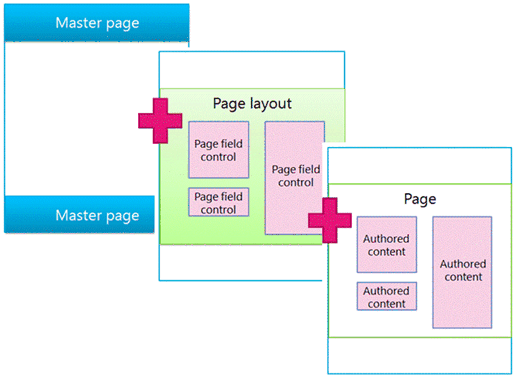 Master page
Page layout
Page field
control
Page field
control
Page field
control
Master page
Page
Authored
content
Authored
content
Authored
content